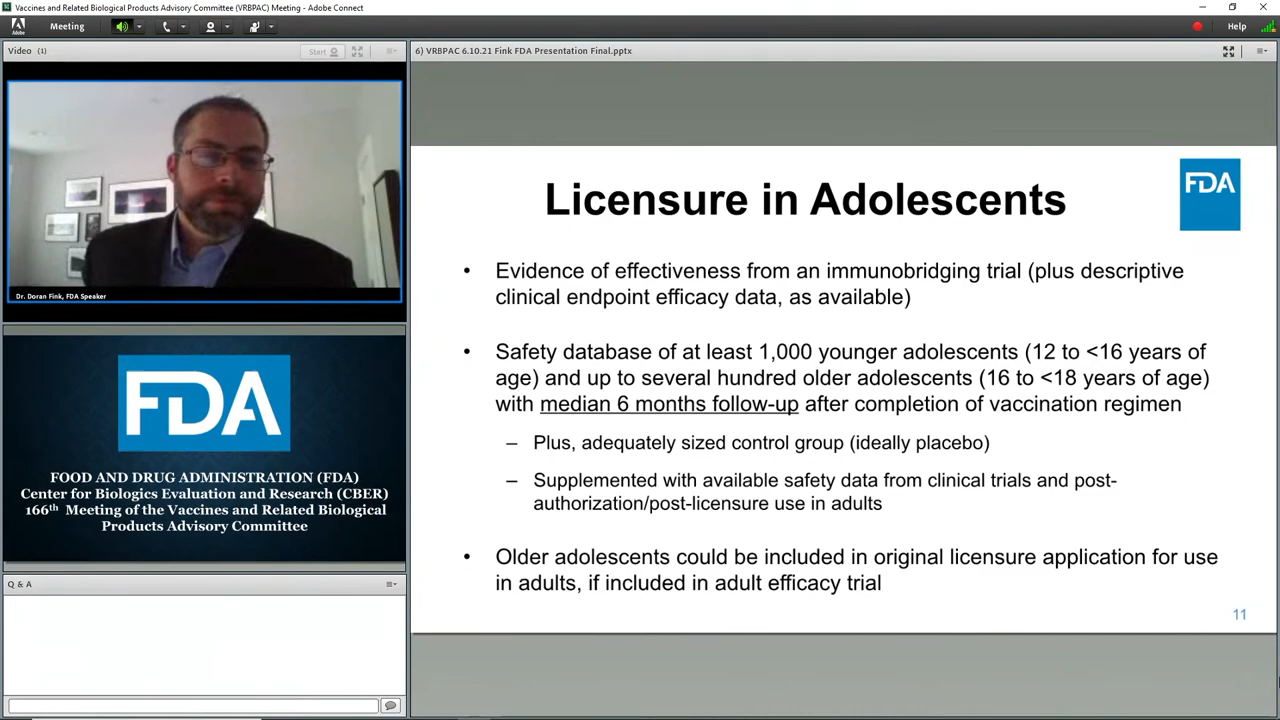 Vaccines and Related Biological Products Advisory Committee (VRBPAC) Meeting - Adobe Connect
Meeting
Help
Video (1)
Start
Dr. Doran Fink, FDA Speaker
FDA
FOOD AND DRUG ADMINISTRATION (FDA)
Center for Biologics Evaluation and Research (CBER)
166th Meeting of the Vaccines and Related Biological
Products Advisory Committee
Q & A
6) VRBPAC 6.10.21 Fink FDA Presentation Final.pptx
Licensure in Adolescents
FDA
• Evidence of effectiveness from an immunobridging trial (plus descriptive
clinical endpoint efficacy data, as available)
• Safety database of at least 1,000 younger adolescents (12 to <16 years of
age) and up to several hundred older adolescents (16 to <18 years of age)
with median 6 months follow-up after completion of vaccination regimen
– Plus, adequately sized control group (ideally placebo)
– Supplemented with available safety data from clinical trials and post-
authorization/post-licensure use in adults
• Older adolescents could be included in original licensure application for use
in adults, if included in adult efficacy trial
11